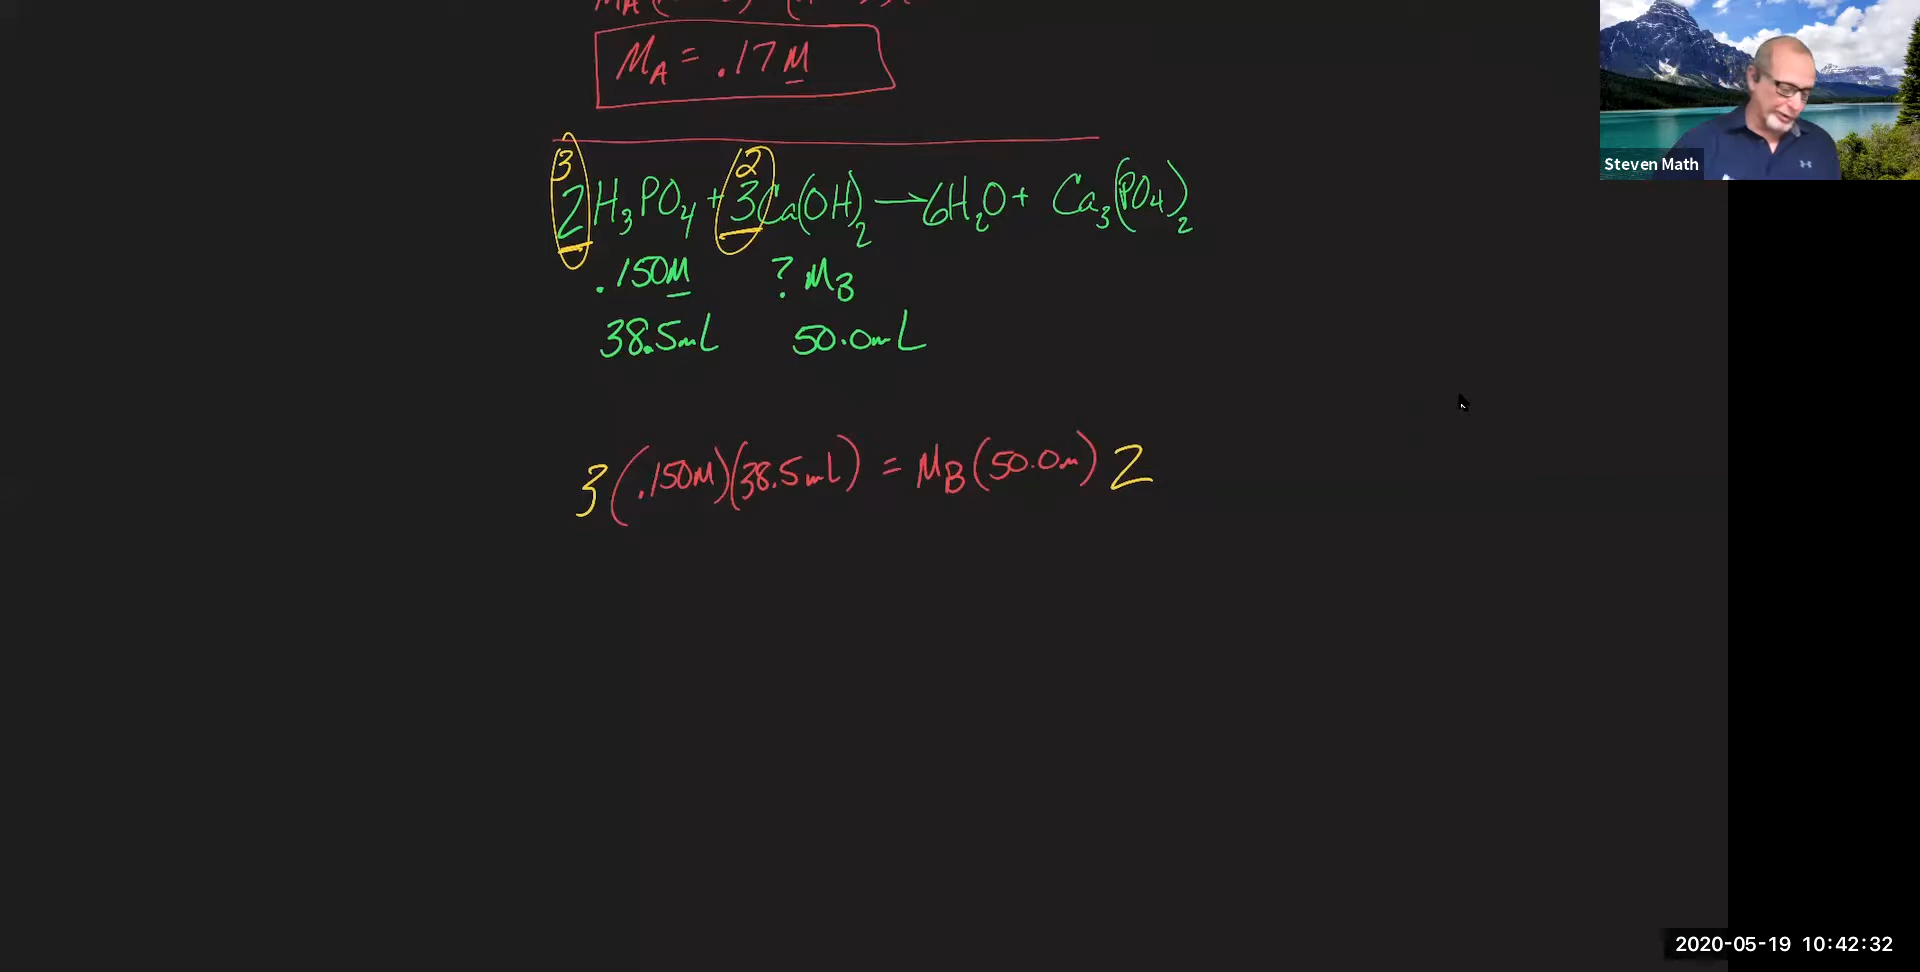 MA = .17M
Steven Math
3 2
2H₃PO₄ + 3Ca(OH)₂ → 6H₂O + Ca₃(PO₄)₂
.150M ? MB
38.5mL 50.0mL
3(.150M)(38.5mL) = MB(50.0m) 2
2020-05-19 10:42:32